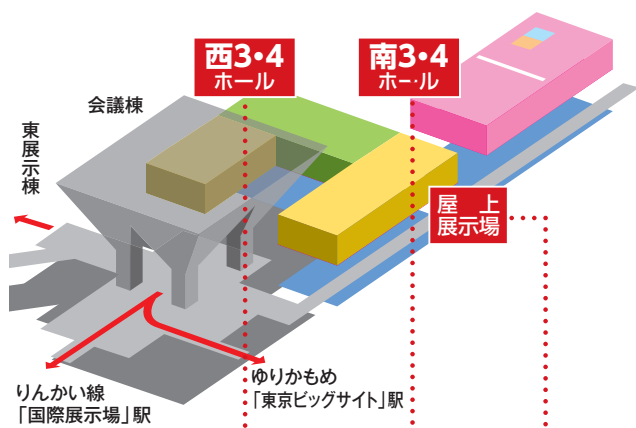 西3・4
ホール
南3・4
ホール
会議棟
東展示棟
屋 上
展示場
りんかい線
「国際展示場」駅
ゆりかもめ
「東京ビッグサイト」駅